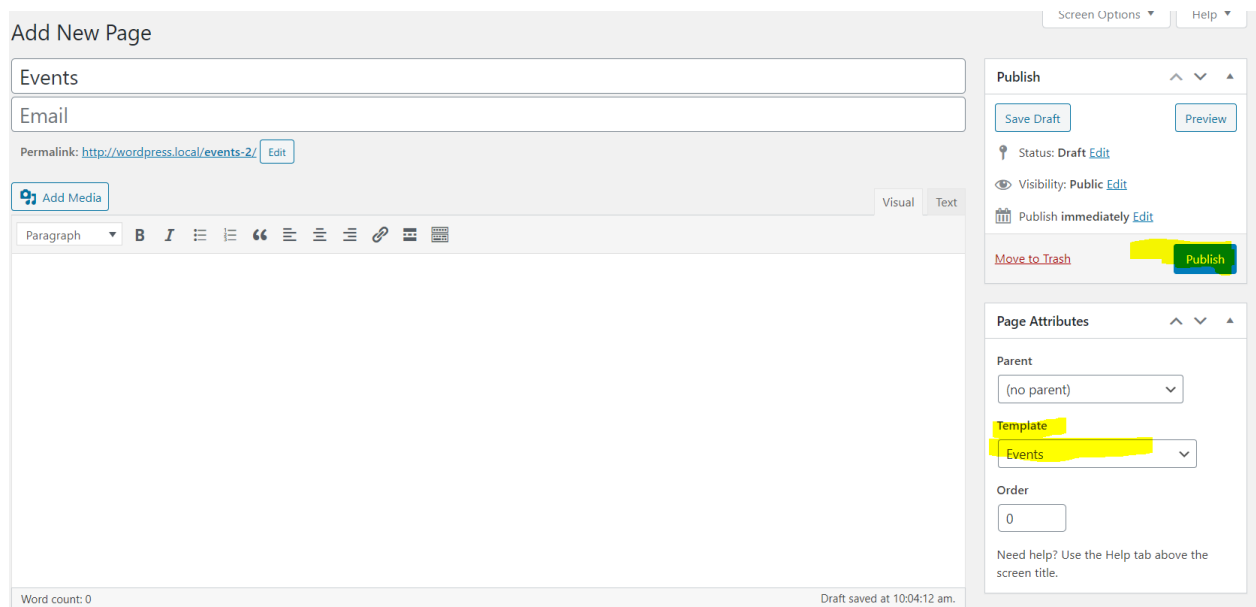 Screen Options ▼ Help ▼
Add New Page
Events
Email
Permalink: http://wordpress.local/events-2/ Edit
Add Media
Visual Text
Paragraph ▼ B I
Word count: 0 Draft saved at 10:04:12 am.
Publish
Save Draft Preview
Status: Draft Edit
Visibility: Public Edit
Publish immediately Edit
Move to Trash Publish
Page Attributes
Parent
(no parent)
Template
Events
Order
0
Need help? Use the Help tab above the
screen title.